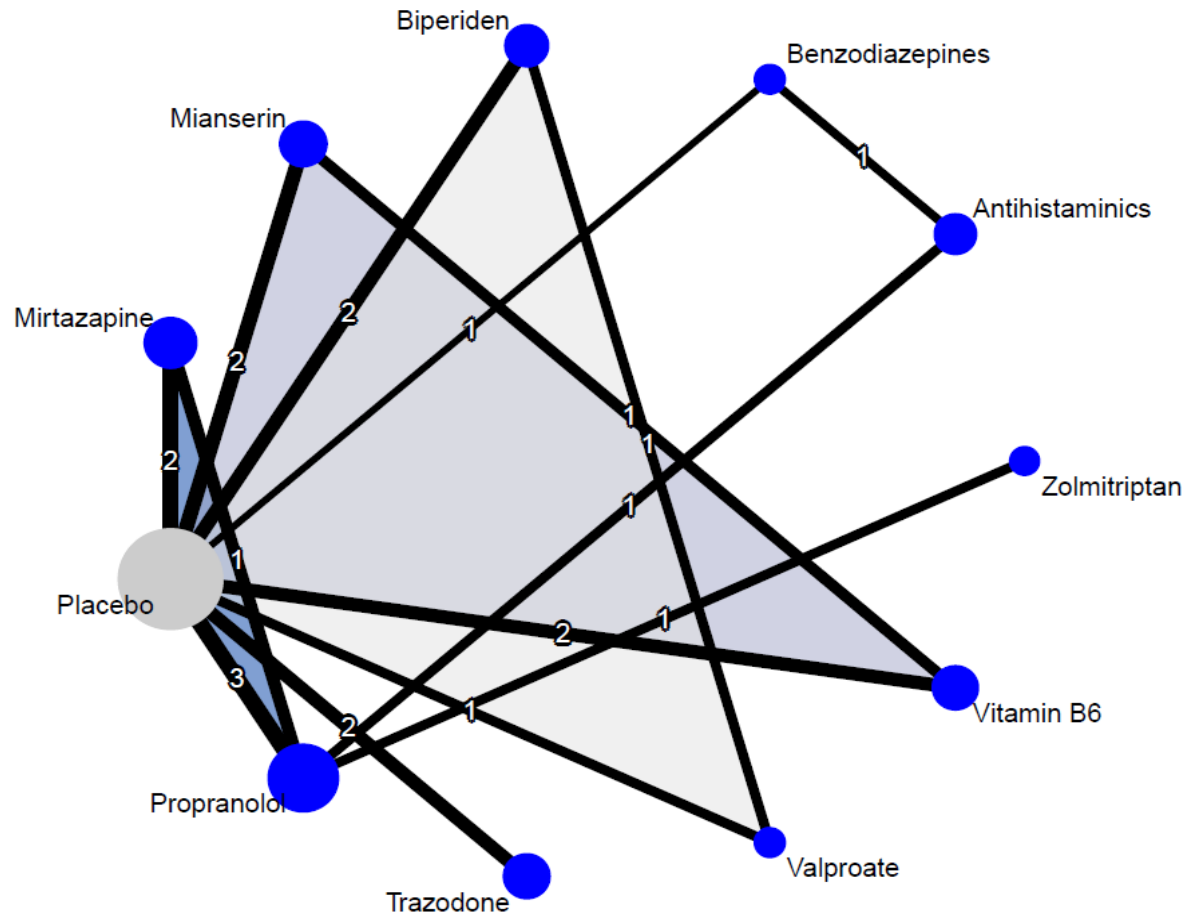 Biperiden
Benzodiazepines
Mianserin
1
Antihistaminics
2
Mirtazapine
1
2
1
1
2
Zolmitriptan
1
1
Placebo
1
2
3
Vitamin B6
1
2
Propranolol
Valproate
Trazodone